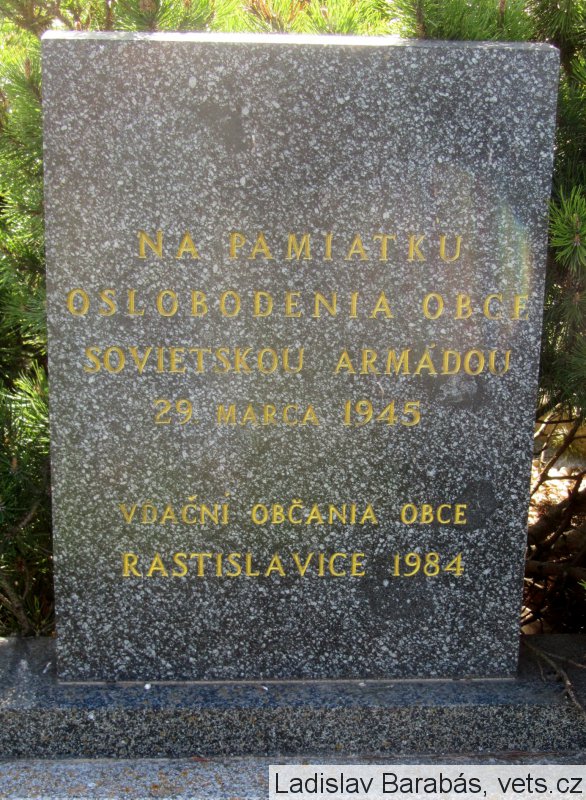 NA PAMIATKU
OSLOBODENIA OBCE
SOVIETSKOU ARMÁDOU
29 MARCA 1945
VĎAČNÍ OBČANIA OBCE
RASTISLAVICE 1984
Ladislav Barabás, vets.cz